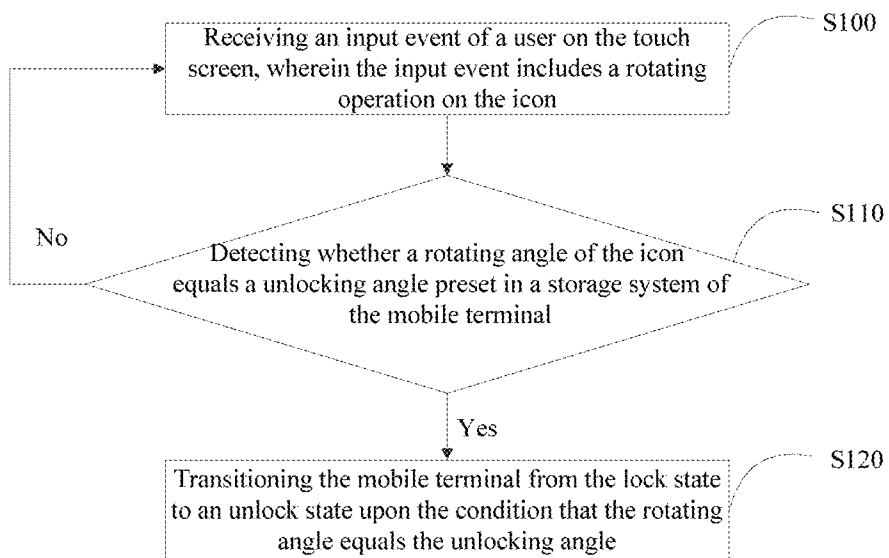 Receiving an input event of a user on the touch
screen, wherein the input event includes a rotating
operation on the icon
S100
Detecting whether a rotating angle of the icon
equals a unlocking angle preset in a storage system of
the mobile terminal
S110
No
Yes
Transitioning the mobile terminal from the lock state
to an unlock state upon the condition that the rotating
angle equals the unlocking angle
S120